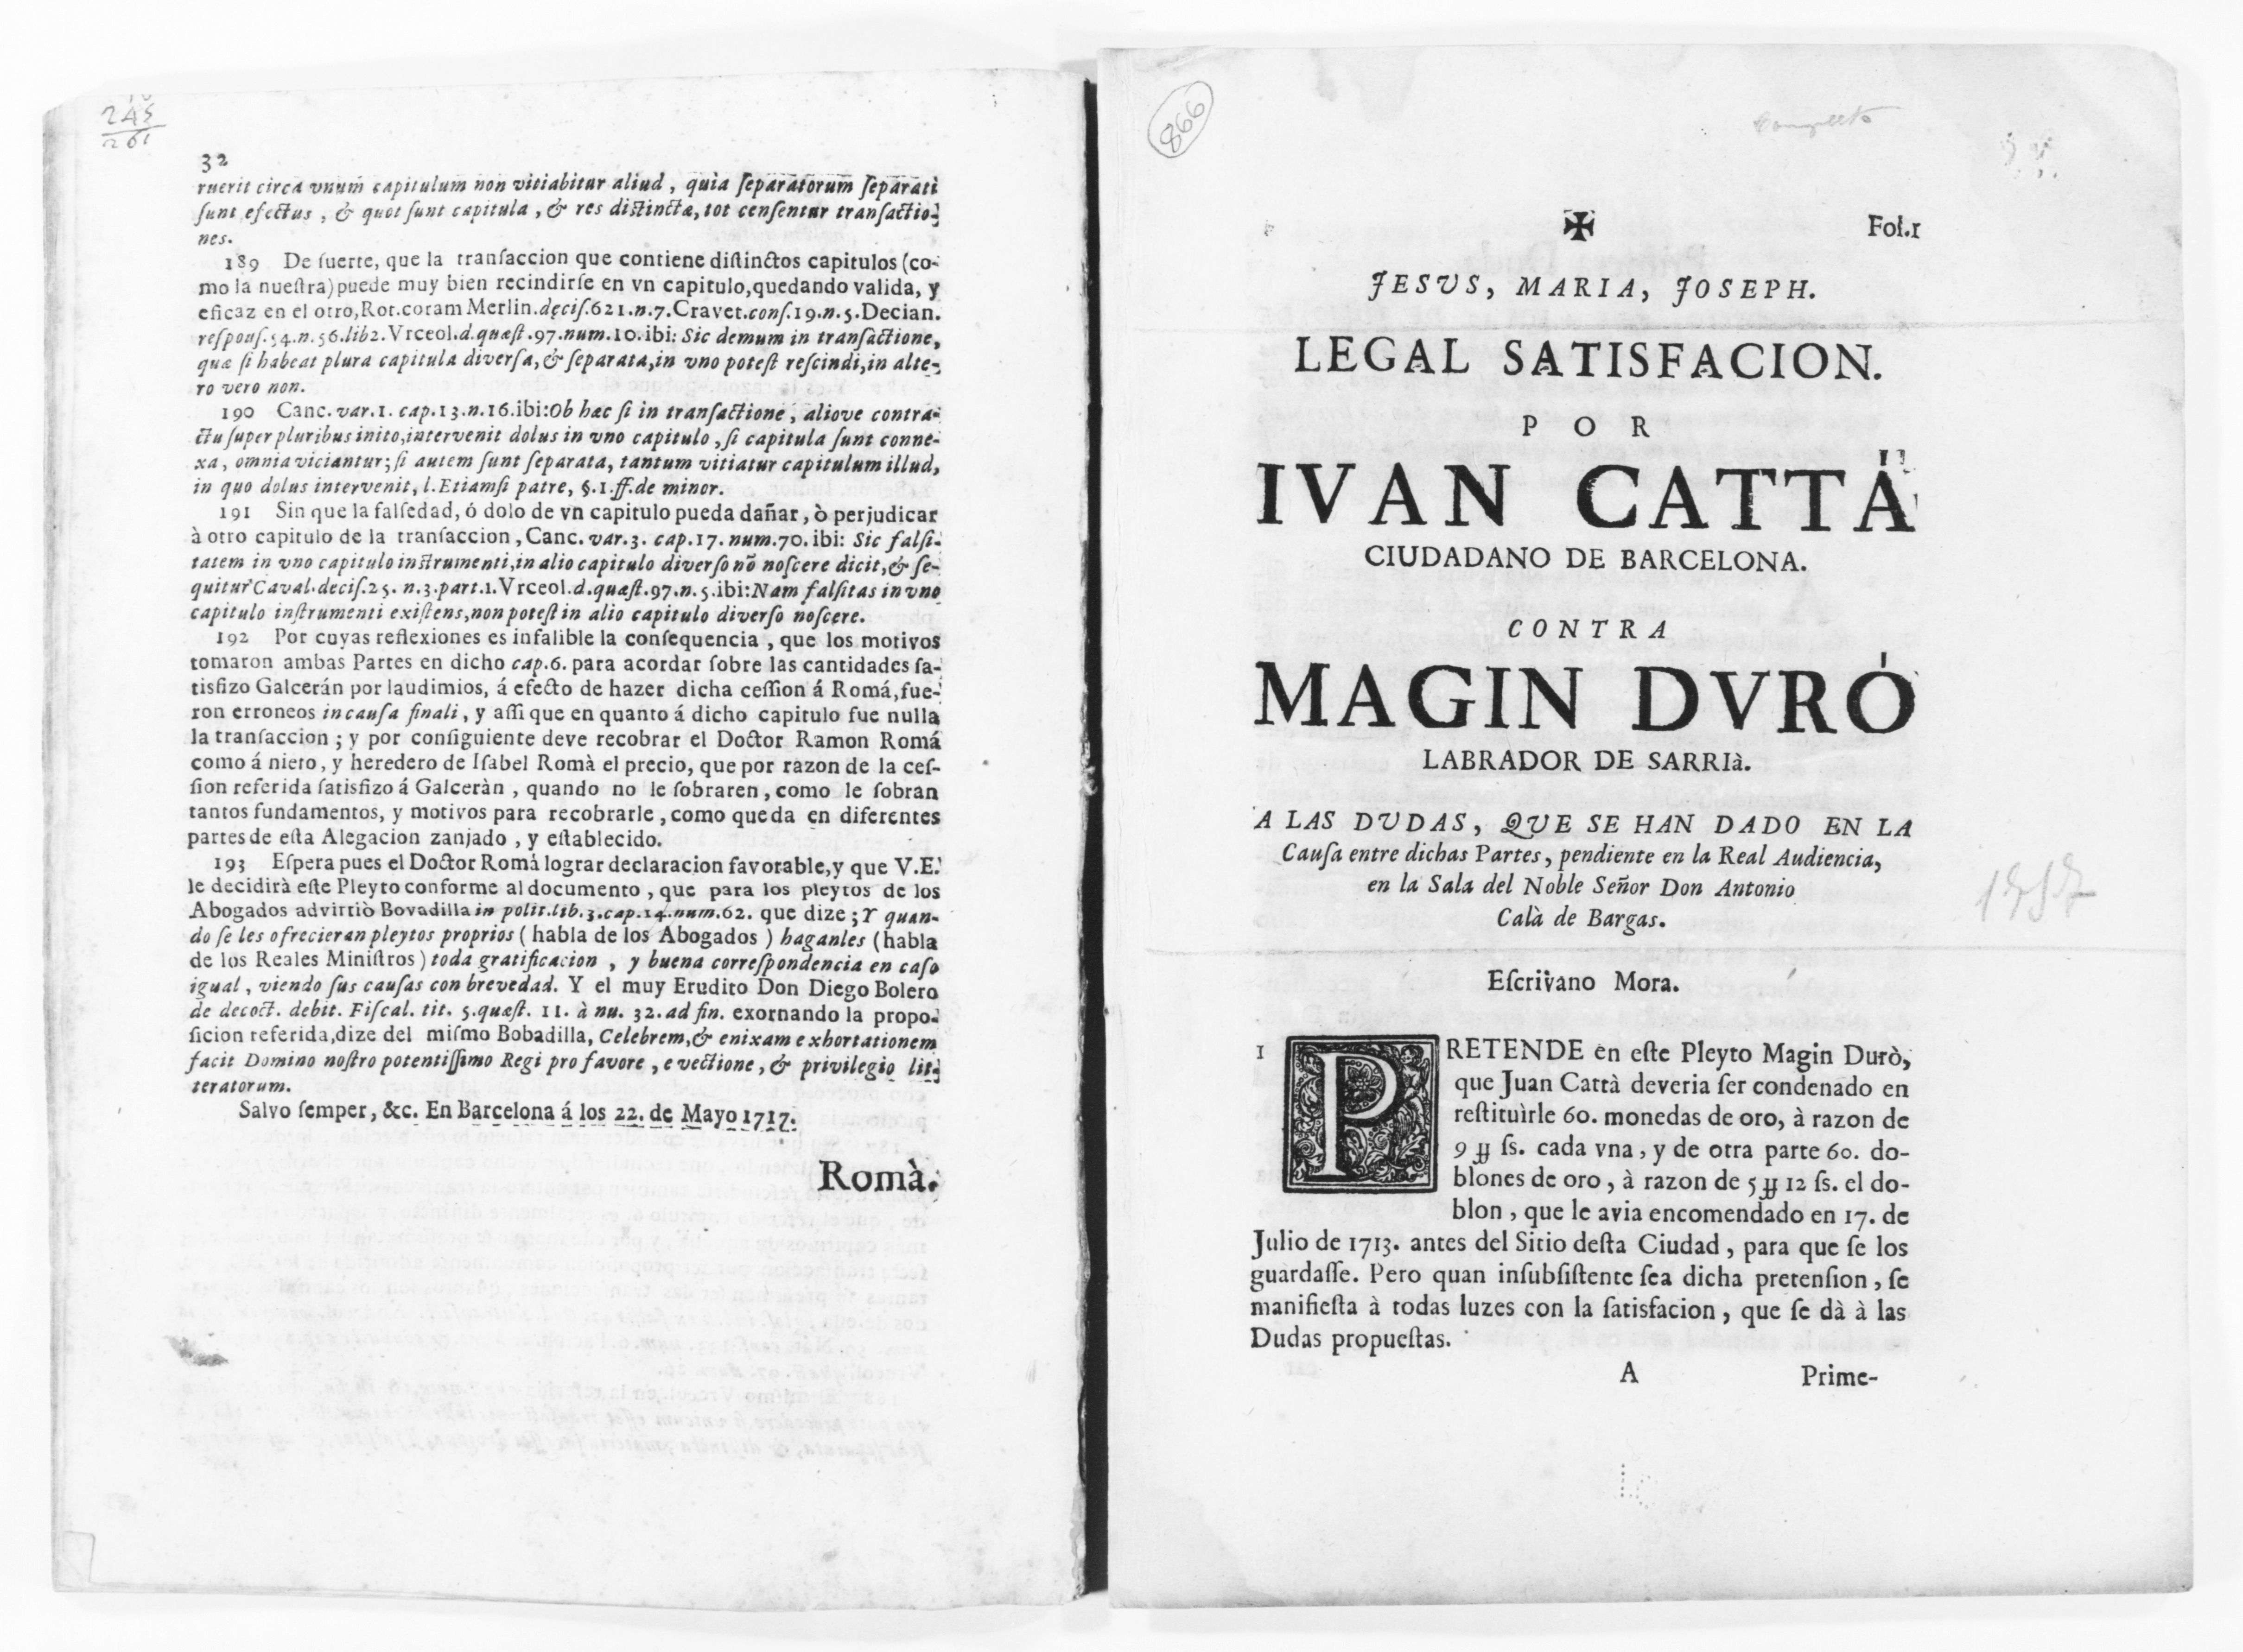 245
261
32
ruerit circa vnum capitulum non vitiabitur aliud, quia ſeparatorum ſeparati
ſunt efectus, & quot ſunt capitula, & res distinctæ, tot cenſentur tranſactio-
nes.
189 De ſuerte, que la tranſaccion que contiene diſtinctos capitulos (co-
mo la nueſtra) puede muy bien recindirſe en vn capitulo, quedando valida, y
eficaz en el otro, Rot. coram Merlin. deciſ. 621. n. 7. Cravet. conſ. 19. n. 5. Decian.
reſponſ. 54. n. 56. lib 2. Vrceol. d. quæſt. 97. num. 10. ibi: Sic demum in tranſactione,
quæ ſi habeat plura capitula diverſa, & ſeparata, in vno poteſt reſcindi, in alte-
ro vero non.
190 Canc. var. 1. cap. 13. n. 16. ibi: Ob hac ſi in tranſactione, aliove contra-
ctu ſuper pluribus inito, intervenit dolus in vno capitulo, ſi capitula ſunt conne-
xa, omnia viciantur; ſi autem ſunt ſeparata, tantum vitiatur capitulum illud,
in quo dolus intervenit, l. Etiamſi patre, §. 1. ff. de minor.
191 Sin que la falſedad, ó dolo de vn capitulo pueda dañar, ò perjudicar
à otro capitulo de la tranſaccion, Canc. var. 3. cap. 17. num. 70. ibi: Sic falſi-
tatem in vno capitulo instrumenti, in alio capitulo diverſo nõ noſcere dicit, & ſe-
quitur Caval. deciſ. 25. n. 3. part. 1. Vrceol. d. quæſt. 97. n. 5. ibi: Nam falſitas in vno
capitulo inſtrumenti exiſtens, non poteſt in alio capitulo diverſo noſcere.
192 Por cuyas reflexiones es infalible la conſequencia, que los motivos
tomaron ambas Partes en dicho cap. 6. para acordar ſobre las cantidades ſa-
tisfizo Galcerán por laudimios, á efecto de hazer dicha ceſſion á Romá, fue-
ron erroneos in cauſa finali, y aſſi que en quanto á dicho capitulo fue nulla
la tranſaccion; y por conſiguiente deve recobrar el Doctor Ramon Romá
como á nieto, y heredero de Iſabel Romà el precio, que por razon de la ceſ-
ſion referida ſatisfizo á Galceràn, quando no le ſobraren, como le ſobran
tantos fundamentos, y motivos para recobrarle, como queda en diferentes
partes de eſta Alegacion zanjado, y eſtablecido.
193 Eſpera pues el Doctor Romá lograr declaracion favorable, y que V.E.
le decidirà eſte Pleyto conforme al documento, que para los pleytos de los
Abogados advirtiò Bovadilla in polit. lib. 3. cap. 14. num. 62. que dize; Y quan-
do ſe les ofrecieran pleytos proprios (habla de los Abogados) haganles (habla
de los Reales Miniſtros) toda gratificacion, y buena correſpondencia en caſo
igual, viendo ſus cauſas con brevedad. Y el muy Erudito Don Diego Bolero
de decoct. debit. Fiſcal. tit. 5. quæſt. 11. à nu. 32. ad fin. exornando la propo-
ſicion referida, dize del miſmo Bobadilla, Celebrem, & enixam exhortationem
facit Domino noſtro potentiſſimo Regi pro favore, evectione, & privilegio lit-
teratorum.
Salvo ſemper, &c. En Barcelona á los 22. de Mayo 1717.
Romà.
866
Completo
✠ Fol. 1
JESVS, MARIA, JOSEPH.
LEGAL SATISFACION.
POR
IVAN CATTÀ
CIUDADANO DE BARCELONA.
CONTRA
MAGIN DVRÓ
LABRADOR DE SARRIà.
A LAS DVDAS, QVE SE HAN DADO EN LA
Cauſa entre dichas Partes, pendiente en la Real Audiencia,
en la Sala del Noble Señor Don Antonio
Calà de Bargas.
Eſcrivano Mora.
1 PRETENDE en eſte Pleyto Magin Durò,
que Juan Cattà deveria ſer condenado en
reſtituìrle 60. monedas de oro, à razon de
9 ꝟ ſs. cada vna, y de otra parte 60. do-
blones de oro, à razon de 5 ꝟ 12 ſs. el do-
blon, que le avia encomendado en 17. de
Julio de 1713. antes del Sitio deſta Ciudad, para que ſe los
guardaſſe. Pero quan inſubſiſtente ſea dicha pretenſion, ſe
manifieſta à todas luzes con la ſatisfacion, que ſe dà à las
Dudas propueſtas.
A Prime-